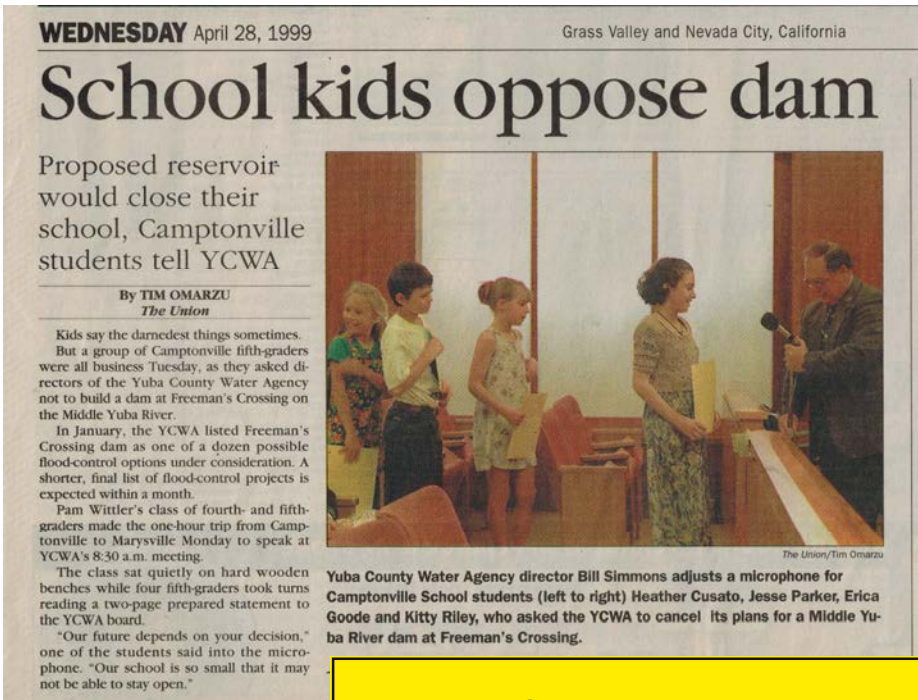 WEDNESDAY April 28, 1999
Grass Valley and Nevada City, California
School kids oppose dam
Proposed reservoir
would close their
school, Camptonville
students tell YCWA
By TIM OMARZU
The Union
Kids say the darnedest things sometimes.
But a group of Camptonville fifth-graders
were all business Tuesday, as they asked di-
rectors of the Yuba County Water Agency
not to build a dam at Freeman's Crossing on
the Middle Yuba River.
In January, the YCWA listed Freeman's
Crossing dam as one of a dozen possible
flood-control options under consideration. A
shorter, final list of flood-control projects is
expected within a month.
Pam Wittler's class of fourth- and fifth-
graders made the one-hour trip from Camp-
tonville to Marysville Monday to speak at
YCWA's 8:30 a.m. meeting.
The class sat quietly on hard wooden
benches while four fifth-graders took turns
reading a two-page prepared statement to
the YCWA board.
"Our future depends on your decision,"
one of the students said into the micro-
phone. "Our school is so small that it may
not be able to stay open."
The Union/Tim Omarzu
Yuba County Water Agency director Bill Simmons adjusts a microphone for
Camptonville School students (left to right) Heather Cusato, Jesse Parker, Erica
Goode and Kitty Riley, who asked the YCWA to cancel its plans for a Middle Yu-
ba River dam at Freeman's Crossing.